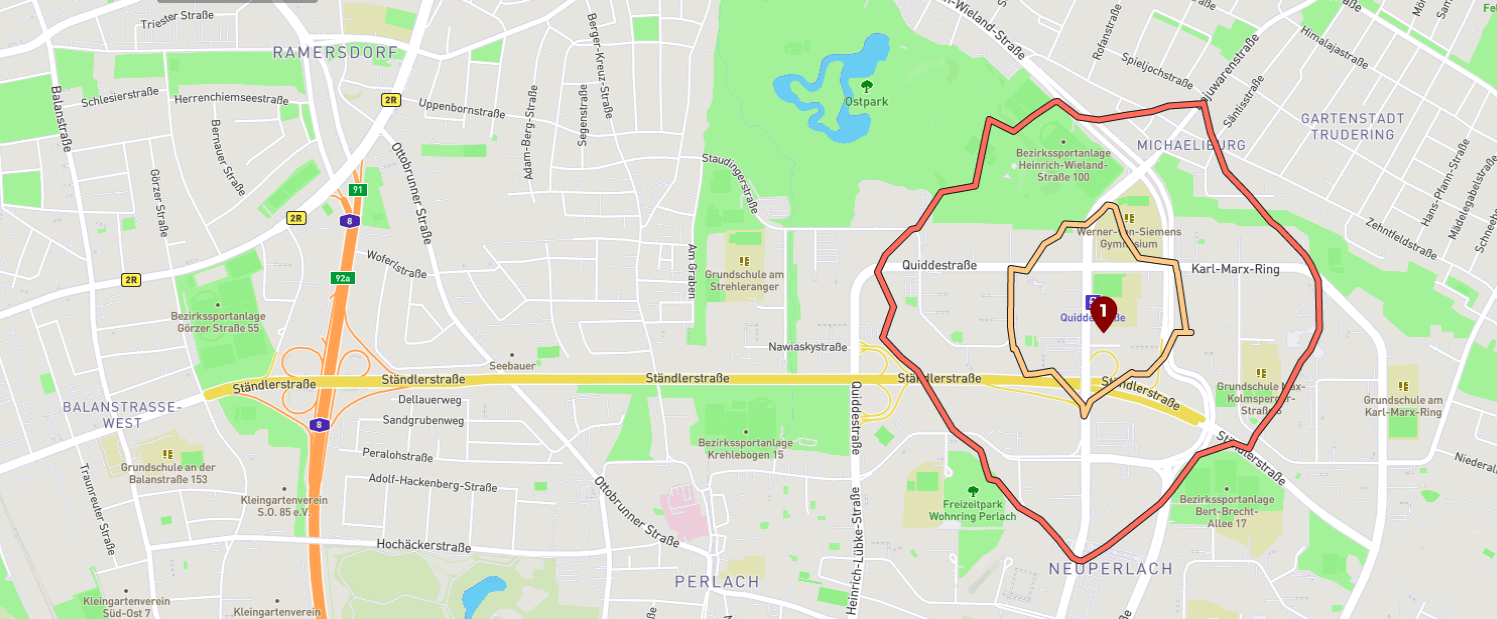 Triester Straße
RAMERSDORF
Balanstraße
Schlesierstraße
Herrenchiemseestraße
2R
Uppenbornstraße
Berger-Kreuz-Straße
Segenstraße
Adam-Berg-Straße
Bernauer Straße
Görzer Straße
Ottobrunner Straße
91
8
2R
2R
92a
Woferlstraße
Staudingerstraße
Am Graben
Ostpark
-Wieland-Straße
Rofanstraße
Spieljochstraße
Bajuwarenstraße
Säntisstraße
Himalajastraße
GARTENSTADT
TRUDERING
MICHAELIBURG
Bezirkssportanlage
Heinrich-Wieland-
Straße 100
Hans-Pfann-Straße
Mädelegabelstraße
Zehntfeldstraße
Werner-von-Siemens
Gymnasium
Quiddestraße
Karl-Marx-Ring
Grundschule am
Strehleranger
Bezirkssportanlage
Görzer Straße 55
1
Nawiaskystraße
Seebauer
Ständlerstraße
Ständlerstraße
Ständlerstraße
Ständlerstraße
Ständlerstraße
Dellauerweg
Sandgrubenweg
BALANSTRASSE-
WEST
8
Quiddestraße
Grundschule Max-
Kolmsperger-
Straße
Grundschule am
Karl-Marx-Ring
Ständlerstraße
Bezirkssportanlage
Krehlebogen 15
Peralohstraße
Adolf-Hackenberg-Straße
Grundschule an der
Balanstraße 153
Traunreuter Straße
Kleingartenverein
S.O. 85 e.V.
Ottobrunner Straße
Heinrich-Lübke-Straße
Freizeitpark
Wohnring Perlach
Bezirkssportanlage
Bert-Brecht-
Allee 17
Hochäckerstraße
PERLACH
NEUPERLACH
Kleingartenverein
Süd-Ost 7
Kleingartenverein